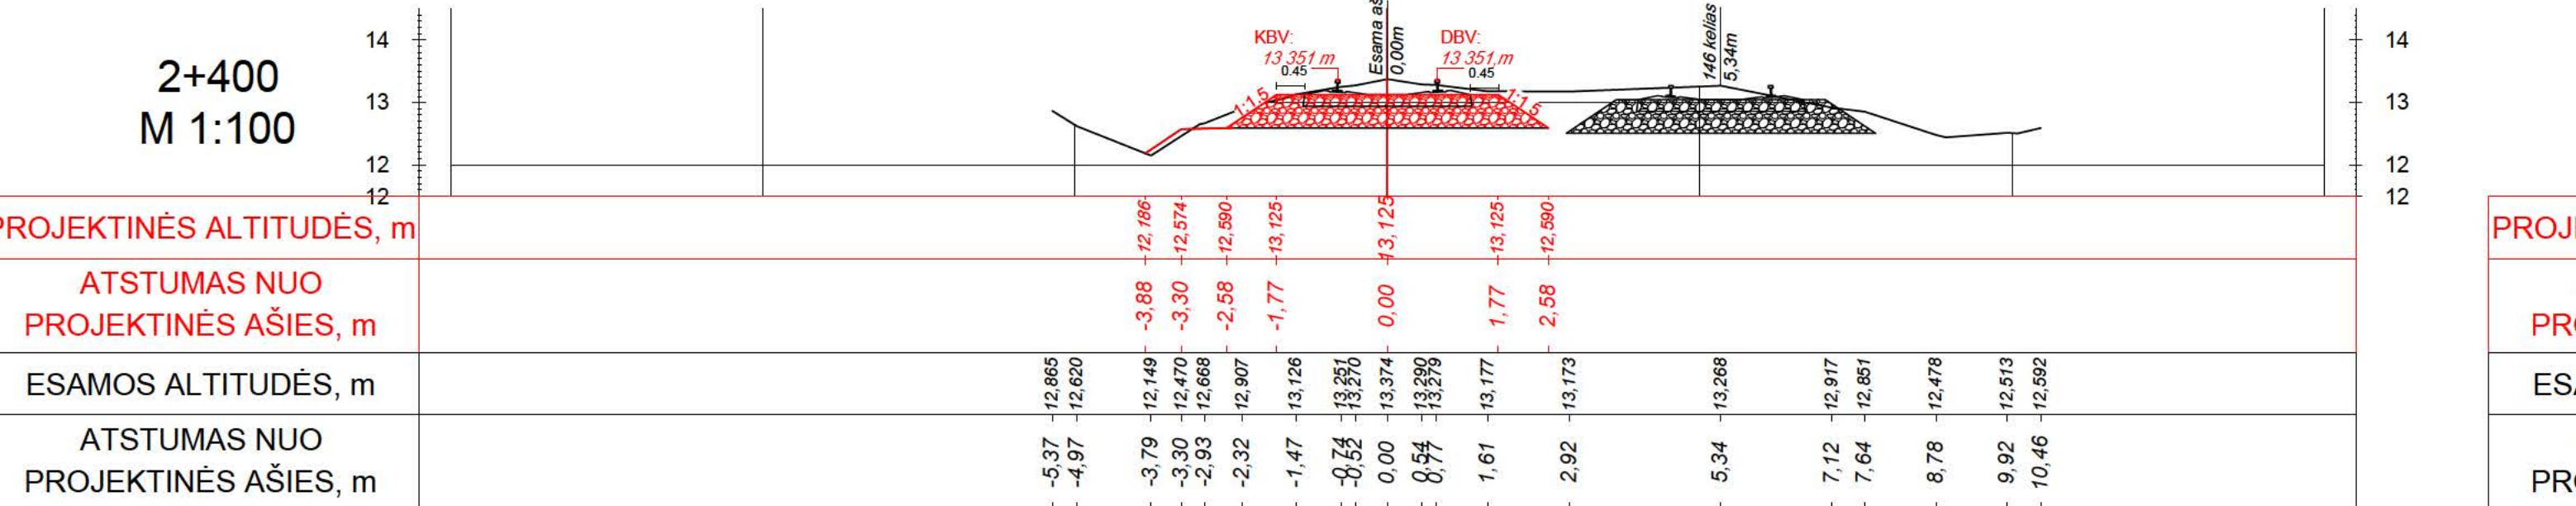 2+400
M 1:100
14
13
12
12
KBV:
13 351 m
0.45
1:1.5
Esama aš
0,00m
DBV:
13 351 m
0.45
1:1.5
146 kelias
5,34m
14
13
12
12
PROJEKTINĖS ALTITUDĖS, m
12,186 12,574 12,590 13,125 13,125 13,125 12,590
PROJ
ATSTUMAS NUO
PROJEKTINĖS AŠIES, m
-3,88 -3,30 -2,58 -1,77 0,00 1,77 2,58
PRO
ESAMOS ALTITUDĖS, m
12,865 12,620 12,149 12,470 12,668 12,907 13,126 13,251 13,270 13,374 13,290 13,279 13,177 13,173 13,268 12,917 12,851 12,478 12,513 12,592
ESA
ATSTUMAS NUO
PROJEKTINĖS AŠIES, m
-5,37 -4,97 -3,79 -3,30 -2,93 -2,32 -1,47 -0,74 -0,52 0,00 0,54 0,77 1,61 2,92 5,34 7,12 7,64 8,78 9,92 10,46
PRO